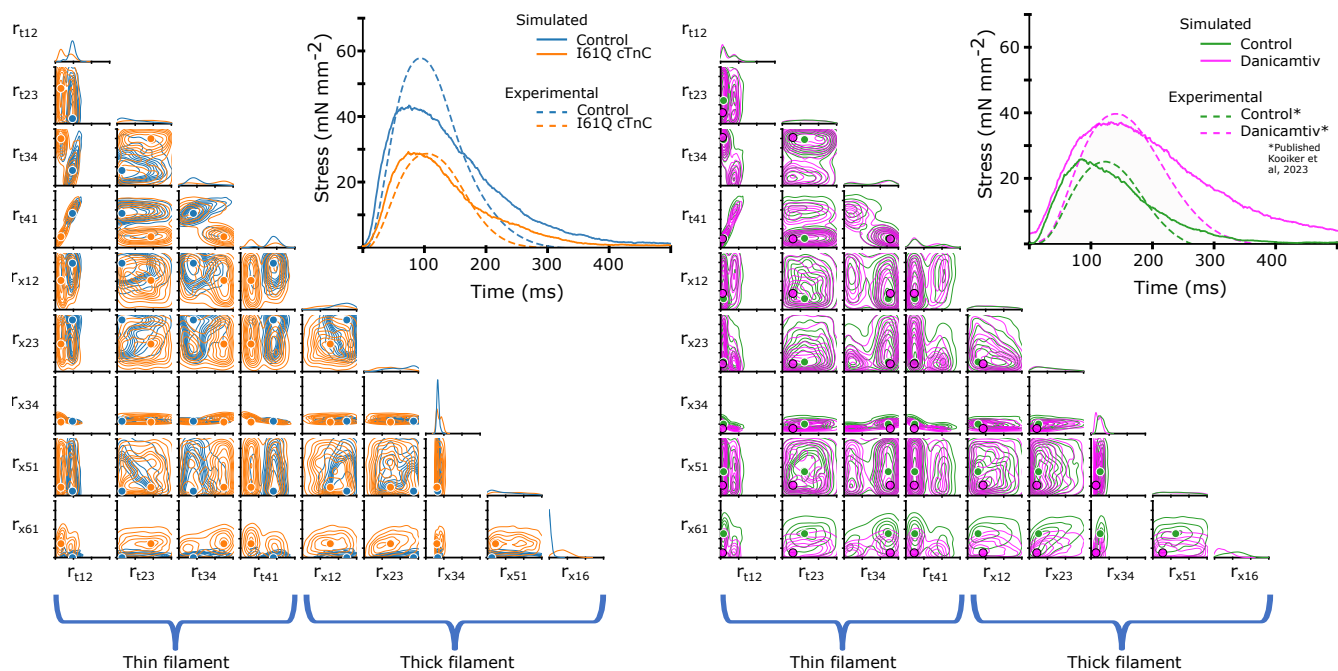 r_t12
r_t23
r_t34
r_t41
r_x12
r_x23
r_x34
r_x51
r_x61
r_t12 r_t23 r_t34 r_t41 r_x12 r_x23 r_x34 r_x51 r_x16
Thin filament Thick filament
Stress (mN mm⁻²)
60
40
20
100 200 300 400
Time (ms)
Simulated
Control
I61Q cTnC
Experimental
Control
I61Q cTnC
r_t12
r_t23
r_t34
r_t41
r_x12
r_x23
r_x34
r_x51
r_x61
r_t12 r_t23 r_t34 r_t41 r_x12 r_x23 r_x34 r_x51 r_x16
Thin filament Thick filament
Stress (mN mm⁻²)
60
40
20
100 200 300 400
Time (ms)
Simulated
Control
Danicamtiv
Experimental
Control*
Danicamtiv*
*Published
Kooiker et
al, 2023